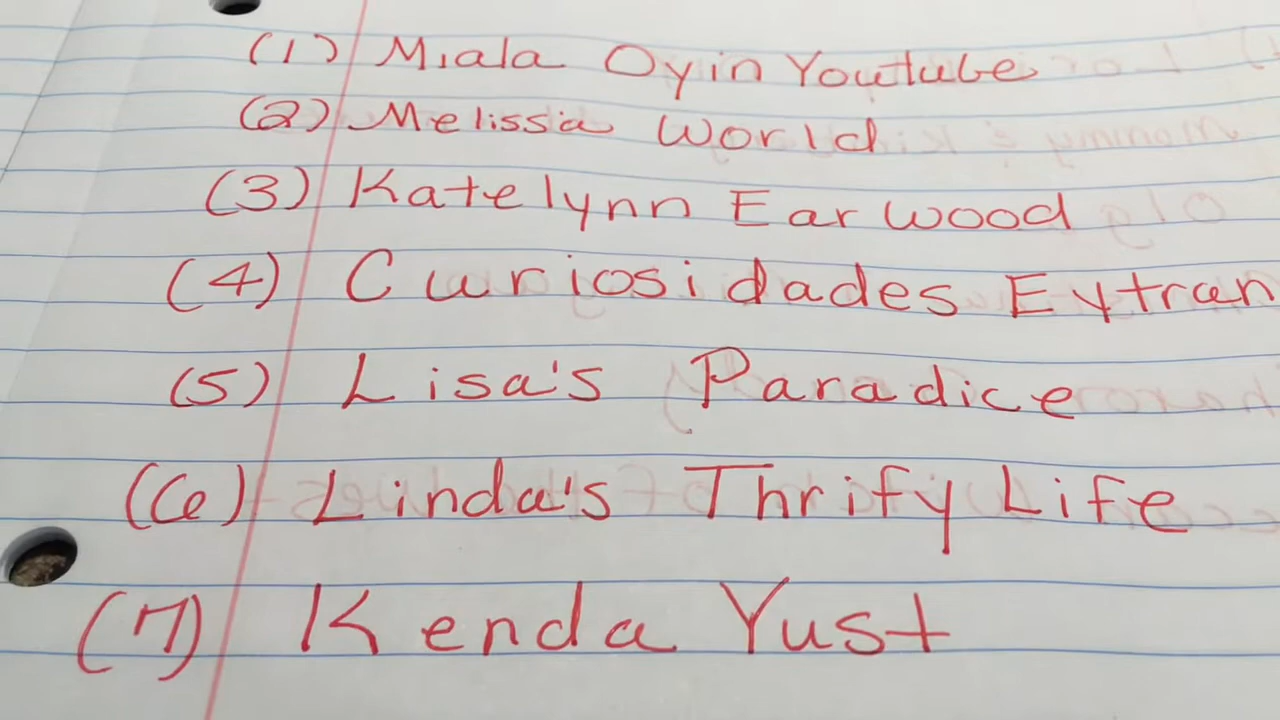 (1) Miala Oyin Youtube
(2) Melissa World
(3) Katelynn Earwood
(4) Curiosidades Eytran
(5) Lisa's Paradice
(6) Linda's Thrify Life
(7) Kenda Yust